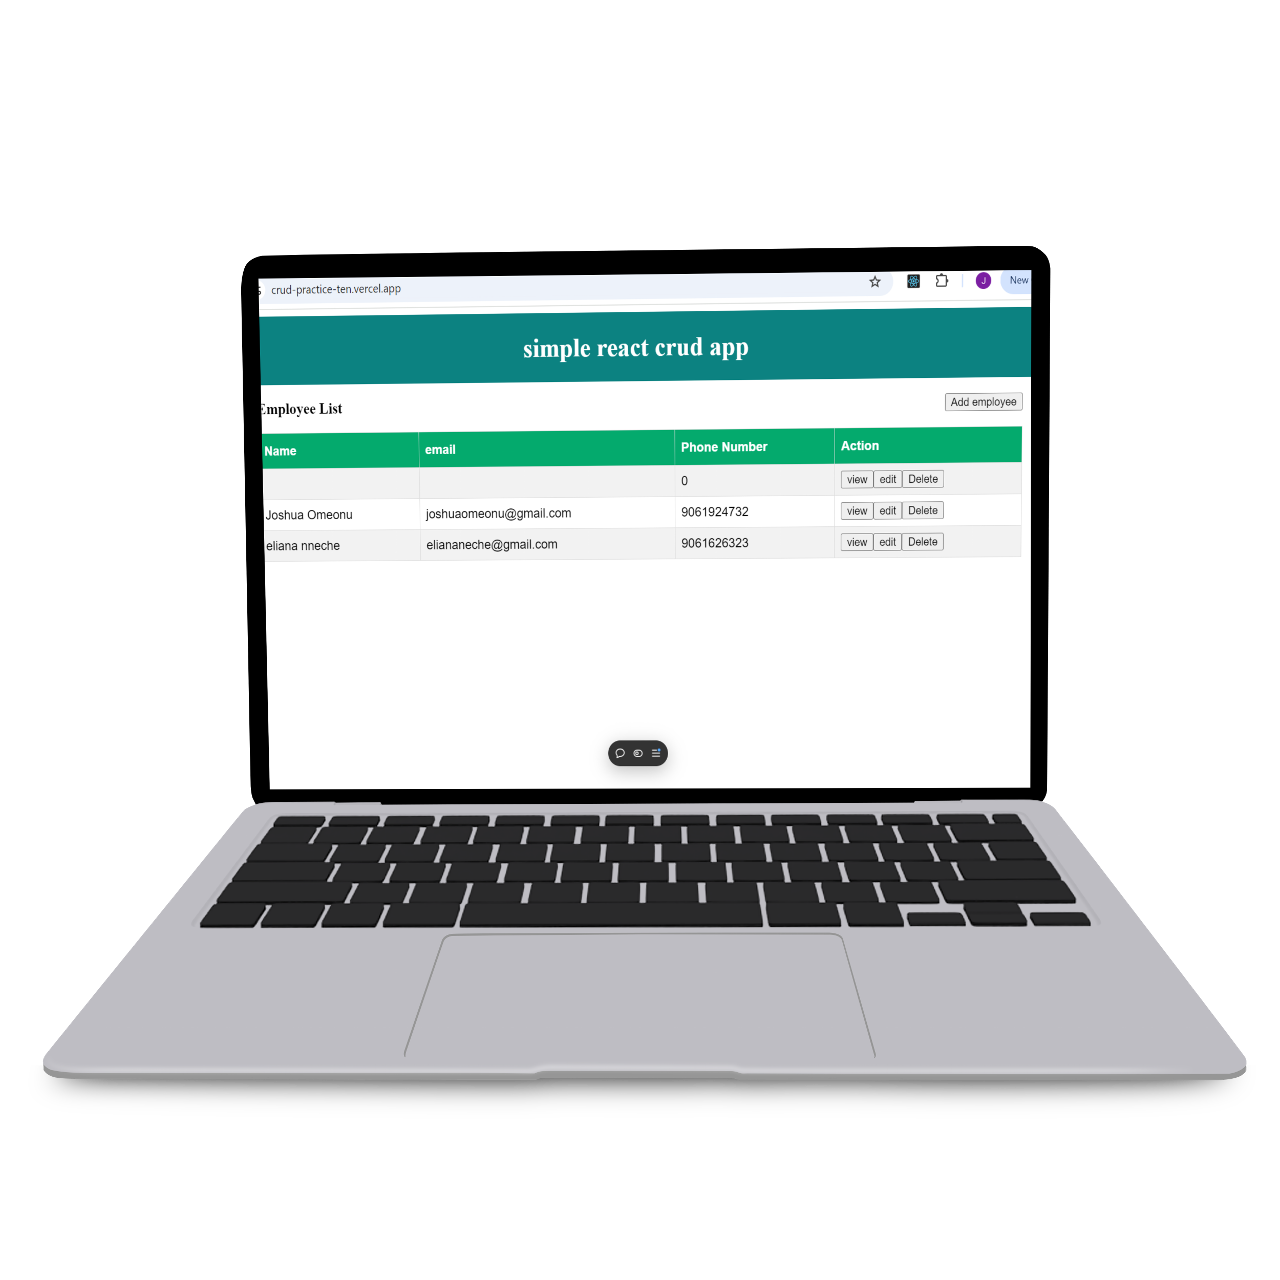 crud-practice-ten.vercel.app New
simple react crud app
Employee List Add employee
Name email Phone Number Action
0 view edit Delete
Joshua Omeonu joshuaomeonu@gmail.com 9061924732 view edit Delete
eliana nneche eliananeche@gmail.com 9061626323 view edit Delete